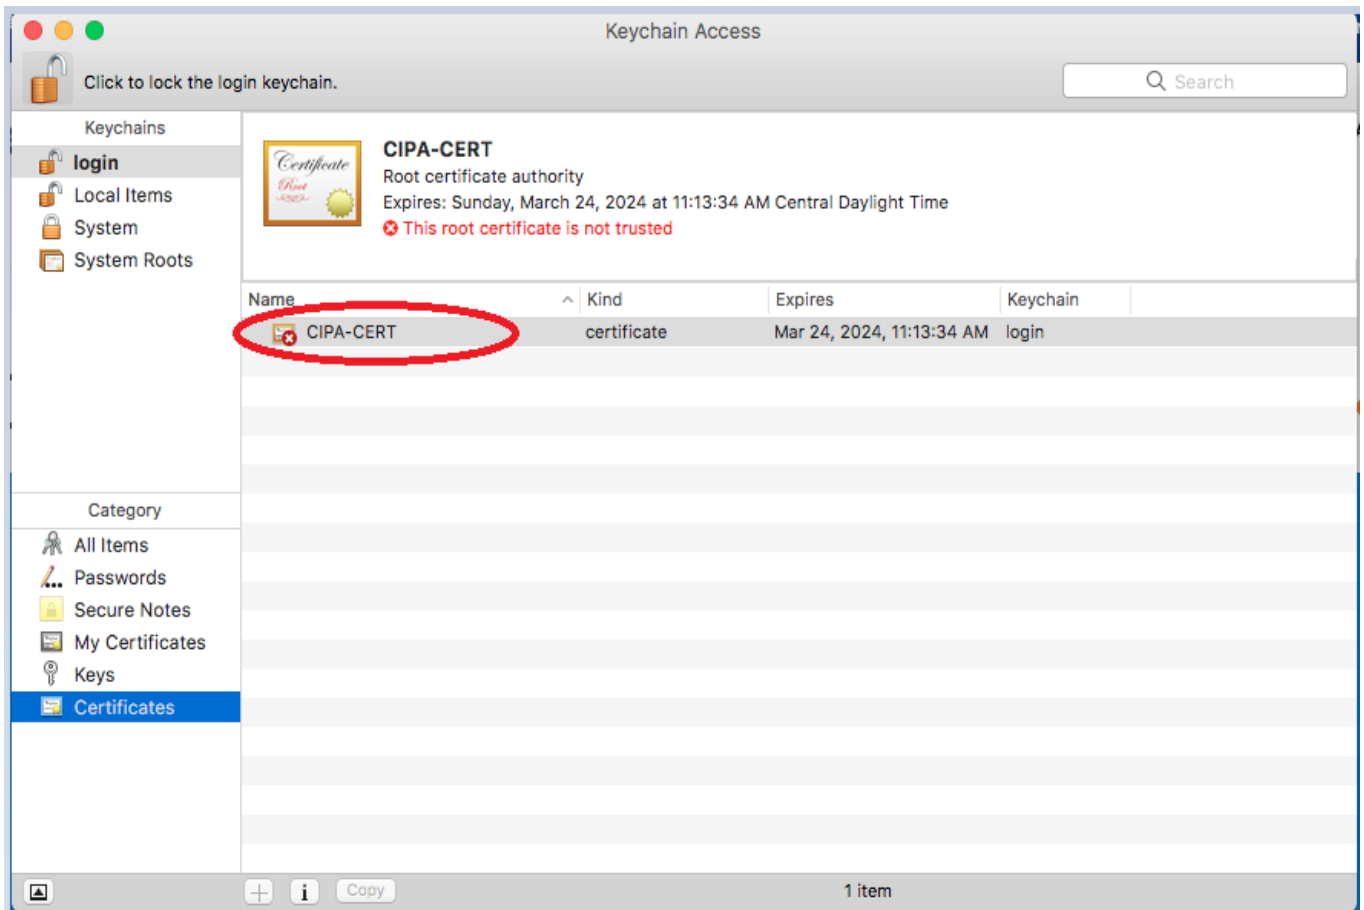 Keychain Access
Click to lock the login keychain.
Search
Keychains
login
Local Items
System
System Roots
Certificate
Root
CIPA-CERT
Root certificate authority
Expires: Sunday, March 24, 2024 at 11:13:34 AM Central Daylight Time
This root certificate is not trusted
Name Kind Expires Keychain
CIPA-CERT certificate Mar 24, 2024, 11:13:34 AM login
Category
All Items
Passwords
Secure Notes
My Certificates
Keys
Certificates
Copy
1 item